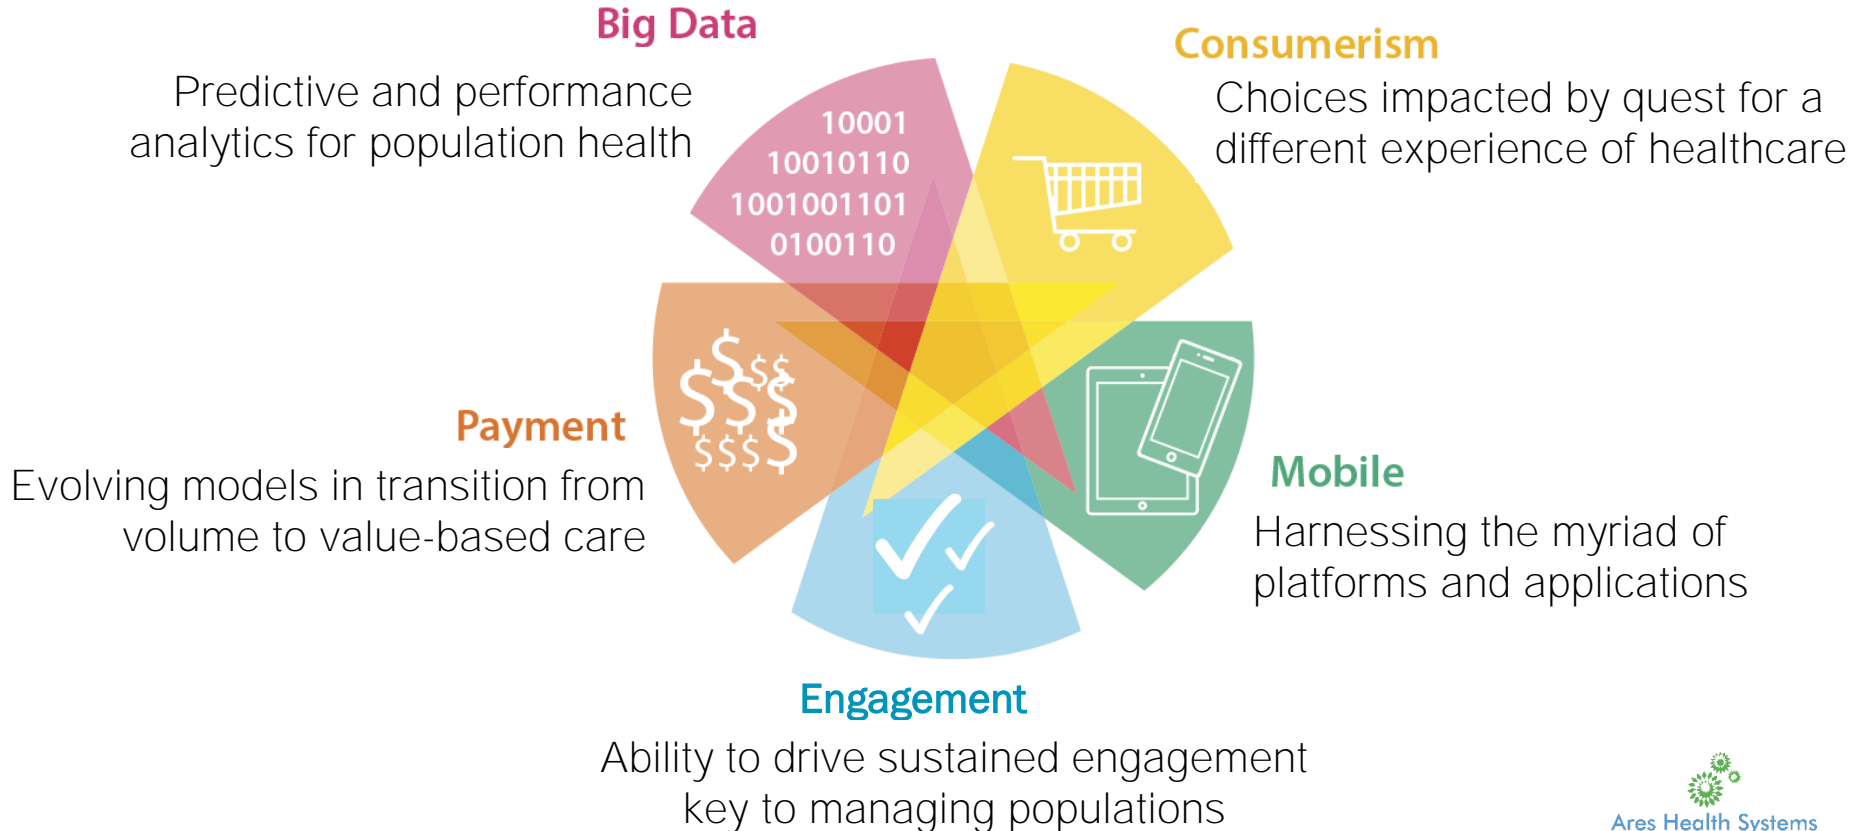 Big Data
Predictive and performance
analytics for population health
10001
10010110
1001001101
0100110
Consumerism
Choices impacted by quest for a
different experience of healthcare
Payment
Evolving models in transition from
volume to value-based care
$ $ $ $
$ $ $
$ $ $ $
Mobile
Harnessing the myriad of
platforms and applications
Engagement
Ability to drive sustained engagement
key to managing populations
Ares Health Systems